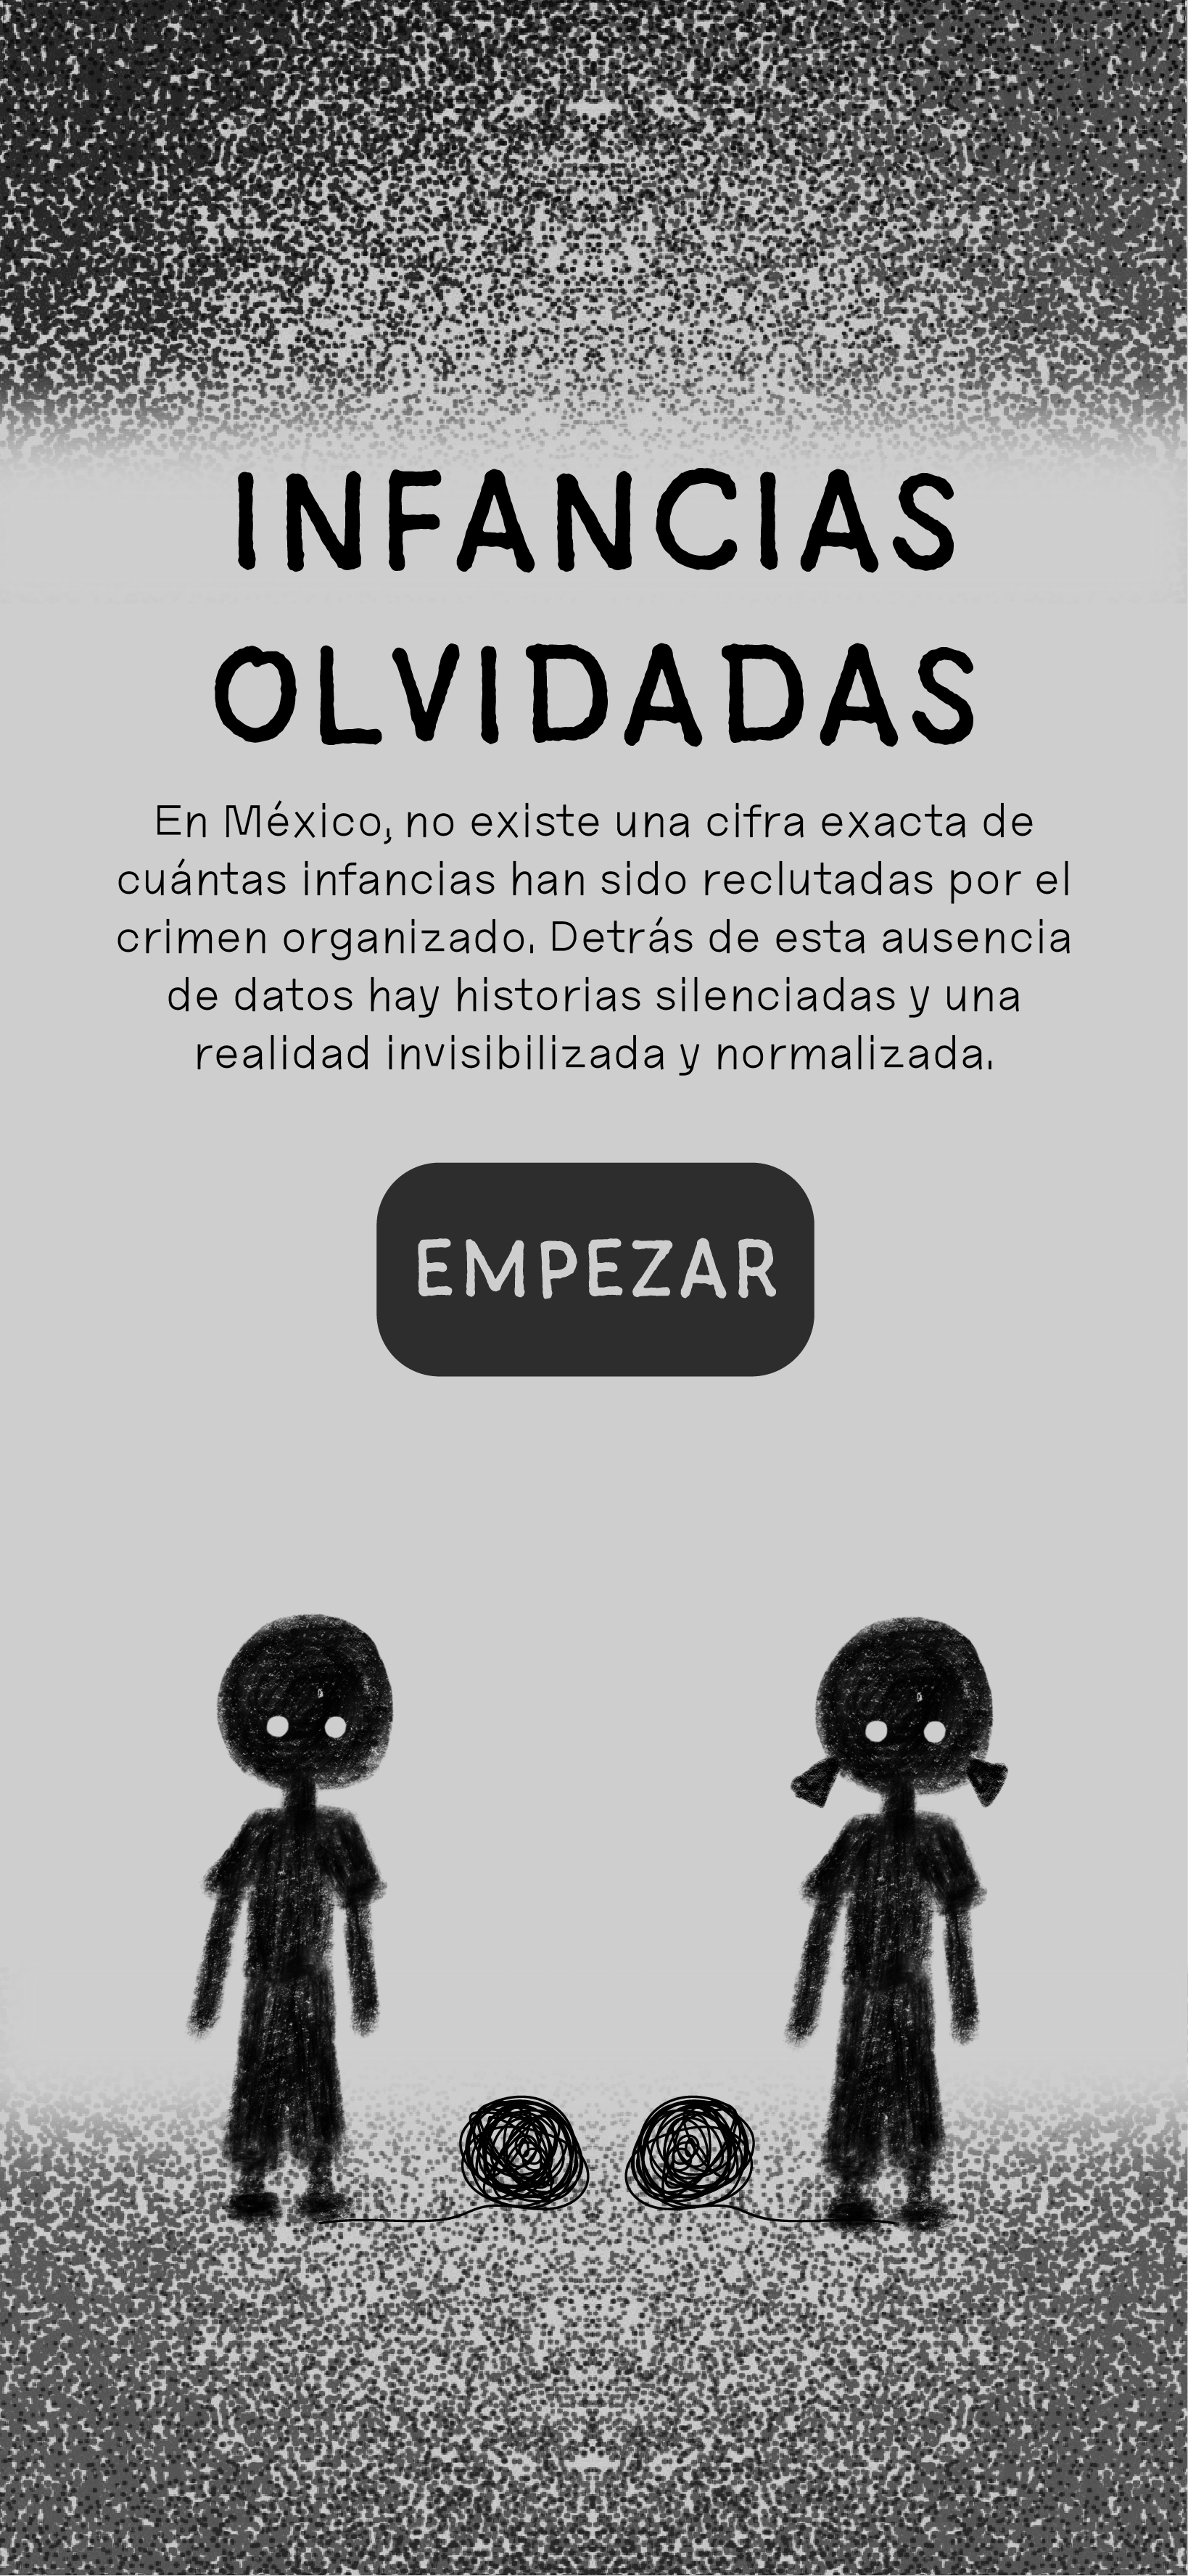 INFANCIAS
OLVIDADAS
En México, no existe una cifra exacta de
cuántas infancias han sido reclutadas por el
crimen organizado. Detrás de esta ausencia
de datos hay historias silenciadas y una
realidad invisibilizada y normalizada.
EMPEZAR